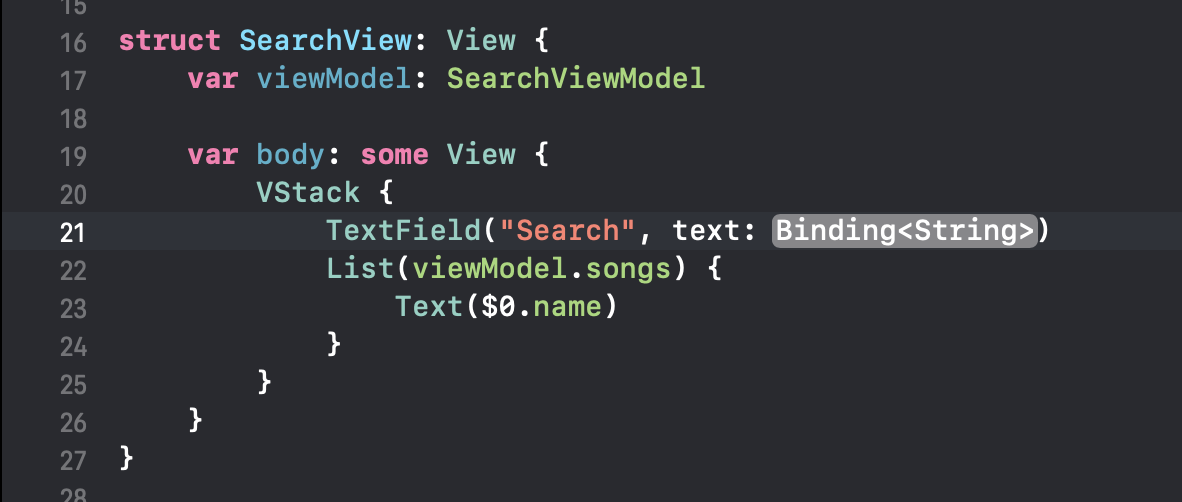 15
16 struct SearchView: View {
17 var viewModel: SearchViewModel
18
19 var body: some View {
20 VStack {
21 TextField("Search", text: Binding<String>)
22 List(viewModel.songs) {
23 Text($0.name)
24 }
25 }
26 }
27 }
28